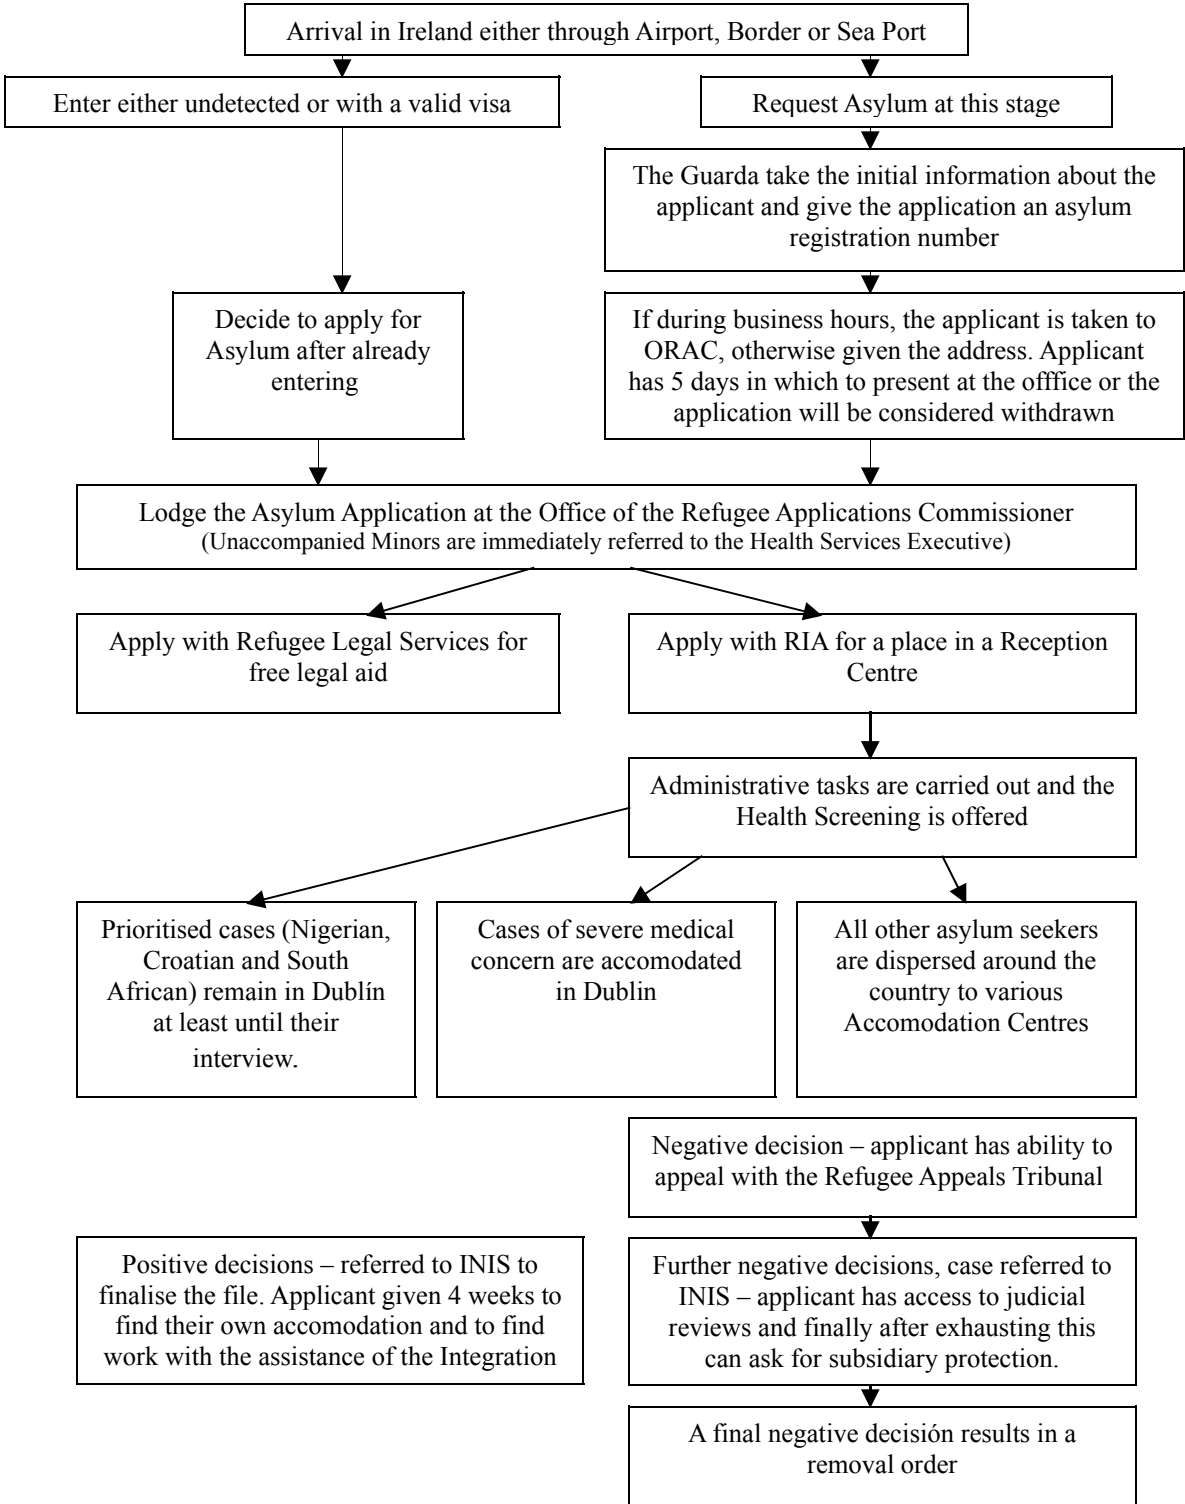 Arrival in Ireland either through Airport, Border or Sea Port
Enter either undetected or with a valid visa
Request Asylum at this stage
The Guarda take the initial information about the
applicant and give the application an asylum
registration number
Decide to apply for
Asylum after already
entering
If during business hours, the applicant is taken to
ORAC, otherwise given the address. Applicant
has 5 days in which to present at the offfice or the
application will be considered withdrawn
Lodge the Asylum Application at the Office of the Refugee Applications Commissioner
(Unaccompanied Minors are immediately referred to the Health Services Executive)
Apply with Refugee Legal Services for
free legal aid
Apply with RIA for a place in a Reception
Centre
Administrative tasks are carried out and the
Health Screening is offered
Prioritised cases (Nigerian,
Croatian and South
African) remain in Dublín
at least until their
interview.
Cases of severe medical
concern are accomodated
in Dublin
All other asylum seekers
are dispersed around the
country to various
Accomodation Centres
Negative decision – applicant has ability to
appeal with the Refugee Appeals Tribunal
Positive decisions – referred to INIS to
finalise the file. Applicant given 4 weeks to
find their own accomodation and to find
work with the assistance of the Integration
Further negative decisions, case referred to
INIS – applicant has access to judicial
reviews and finally after exhausting this
can ask for subsidiary protection.
A final negative decisión results in a
removal order